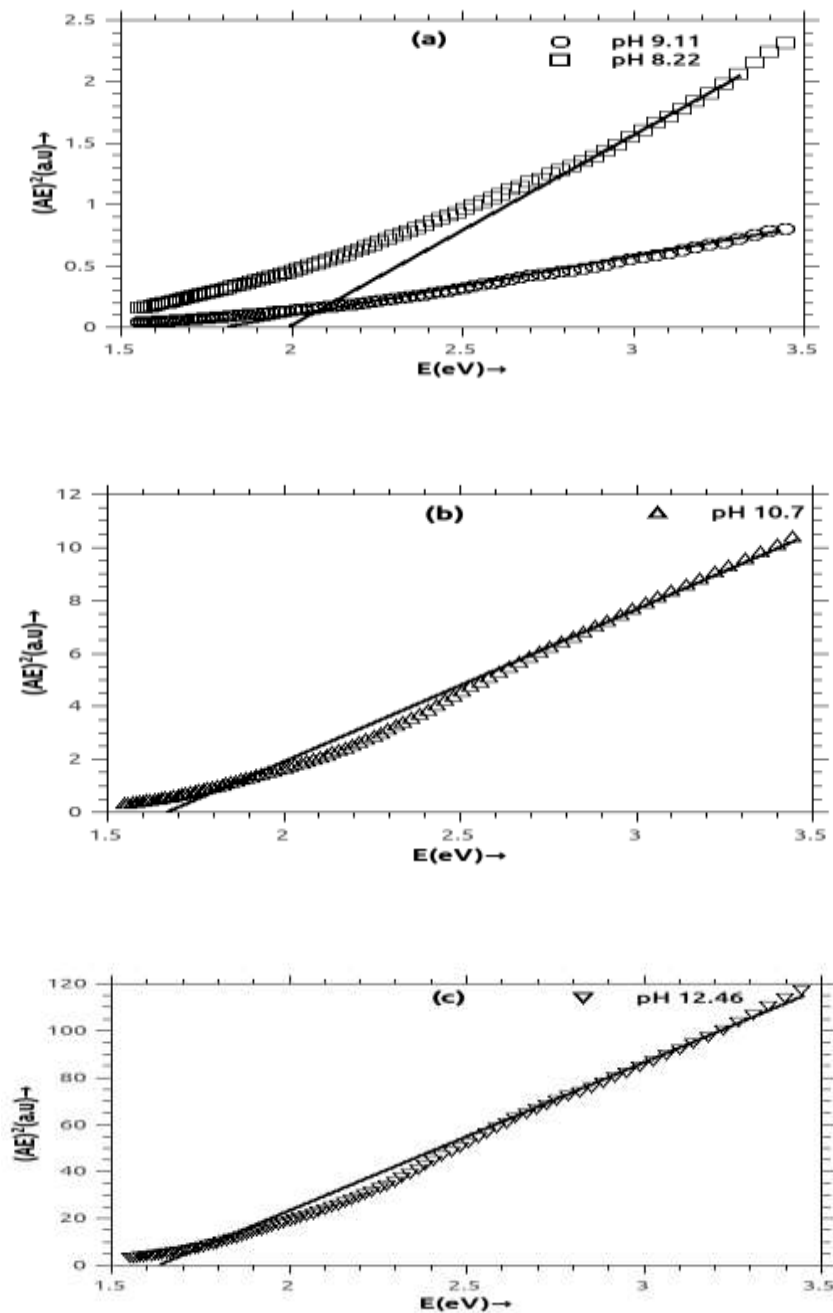 2.5
(a)
pH 9.11
pH 8.22
2
1.5
1
0.5
0
(AE)²(a.u)→
1.5 2 2.5 3 3.5
E(eV)→
12
(b)
pH 10.7
10
8
6
4
2
0
(AE)²(a.u)→
1.5 2 2.5 3 3.5
E(eV)→
120
(c)
pH 12.46
100
80
60
40
20
0
(AE)²(a.u)→
1.5 2 2.5 3 3.5
E(eV)→